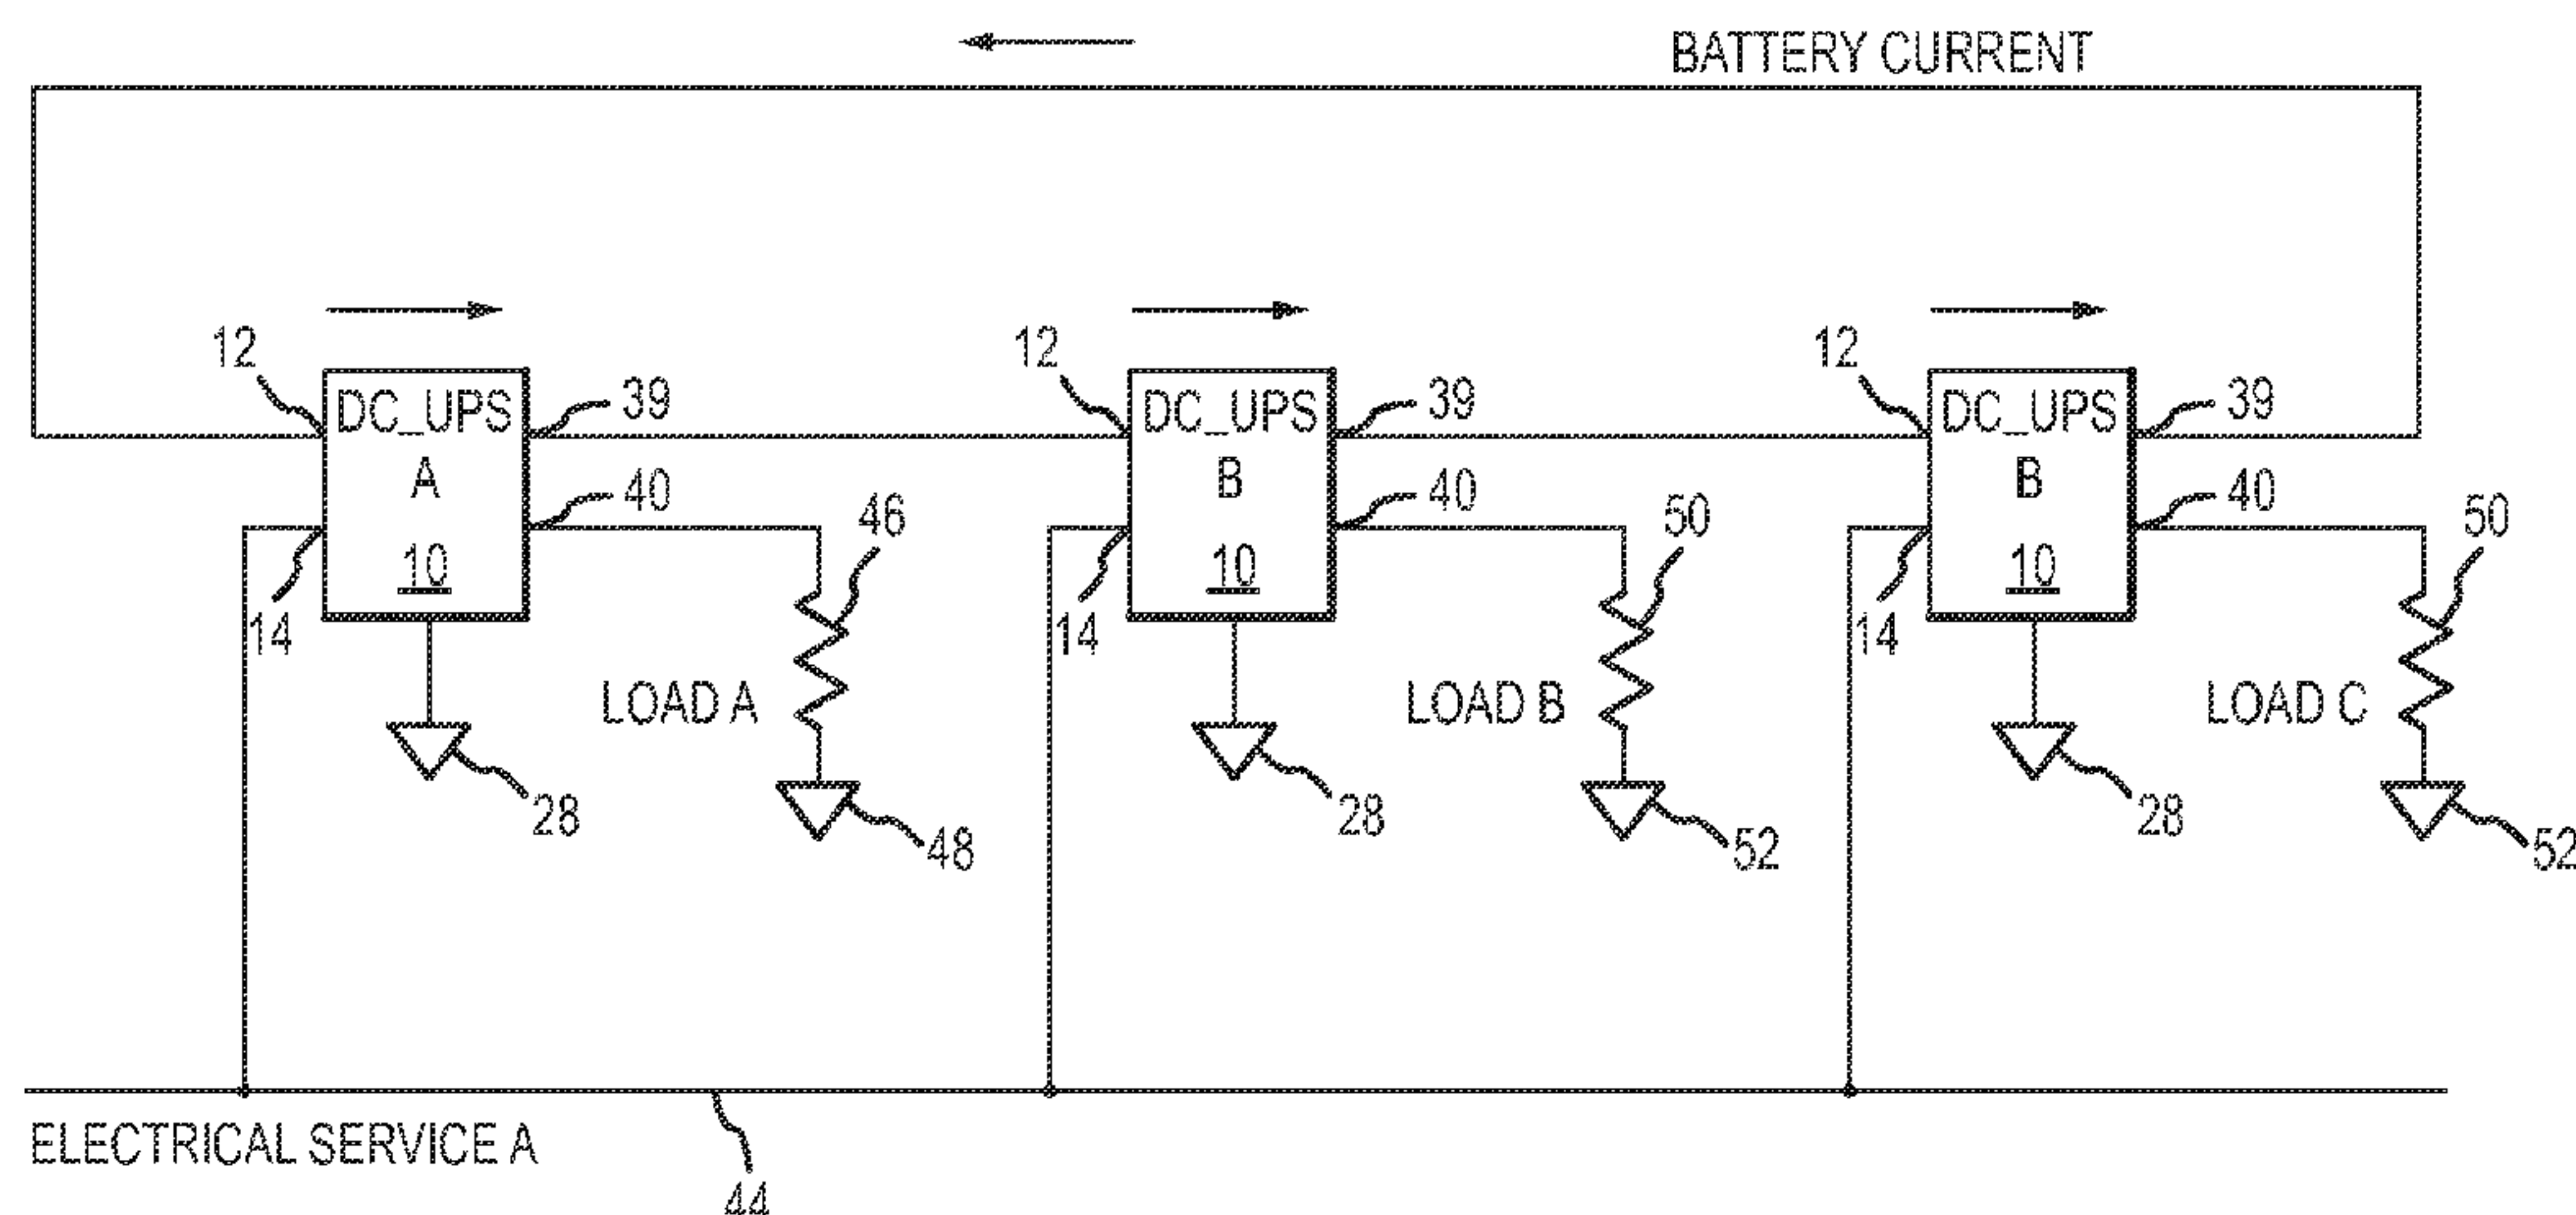 BATTERY CURRENT
12 DC_UPS 39 12 DC_UPS 39 12 DC_UPS 39
A 40 46 B 40 50 B 40 50
10 10 10
14 14 14
LOAD A LOAD B LOAD C
28 48 28 52 28 52
ELECTRICAL SERVICE A
44